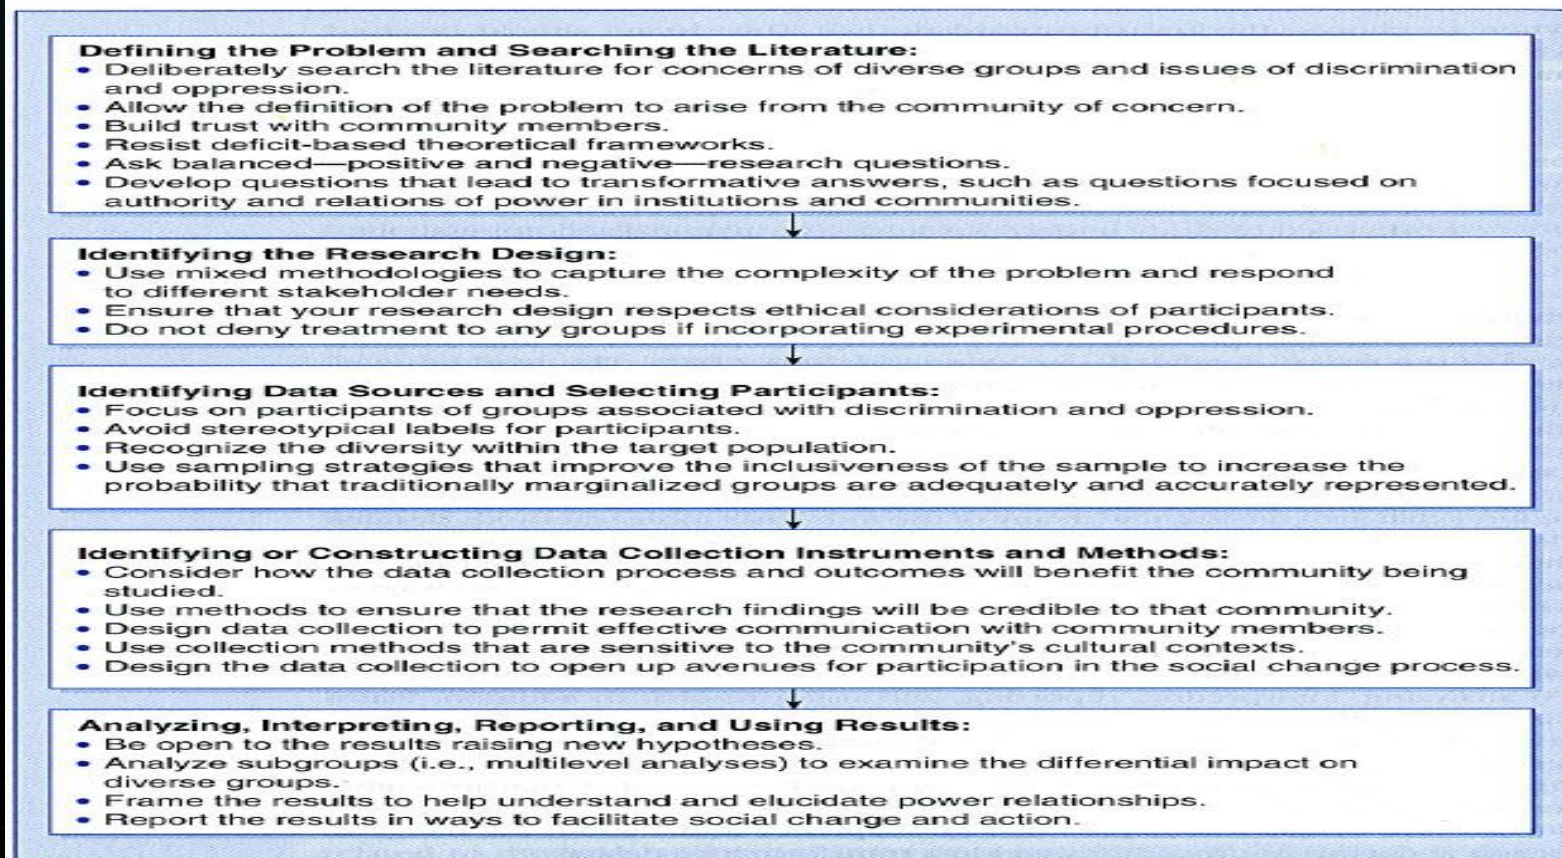 Defining the Problem and Searching the Literature:
• Deliberately search the literature for concerns of diverse groups and issues of discrimination
and oppression.
• Allow the definition of the problem to arise from the community of concern.
• Build trust with community members.
• Resist deficit-based theoretical frameworks.
• Ask balanced—positive and negative—research questions.
• Develop questions that lead to transformative answers, such as questions focused on
authority and relations of power in institutions and communities.
Identifying the Research Design:
• Use mixed methodologies to capture the complexity of the problem and respond
to different stakeholder needs.
• Ensure that your research design respects ethical considerations of participants.
• Do not deny treatment to any groups if incorporating experimental procedures.
Identifying Data Sources and Selecting Participants:
• Focus on participants of groups associated with discrimination and oppression.
• Avoid stereotypical labels for participants.
• Recognize the diversity within the target population.
• Use sampling strategies that improve the inclusiveness of the sample to increase the
probability that traditionally marginalized groups are adequately and accurately represented.
Identifying or Constructing Data Collection Instruments and Methods:
• Consider how the data collection process and outcomes will benefit the community being
studied.
• Use methods to ensure that the research findings will be credible to that community.
• Design data collection to permit effective communication with community members.
• Use collection methods that are sensitive to the community's cultural contexts.
• Design the data collection to open up avenues for participation in the social change process.
Analyzing, Interpreting, Reporting, and Using Results:
• Be open to the results raising new hypotheses.
• Analyze subgroups (i.e., multilevel analyses) to examine the differential impact on
diverse groups.
• Frame the results to help understand and elucidate power relationships.
• Report the results in ways to facilitate social change and action.